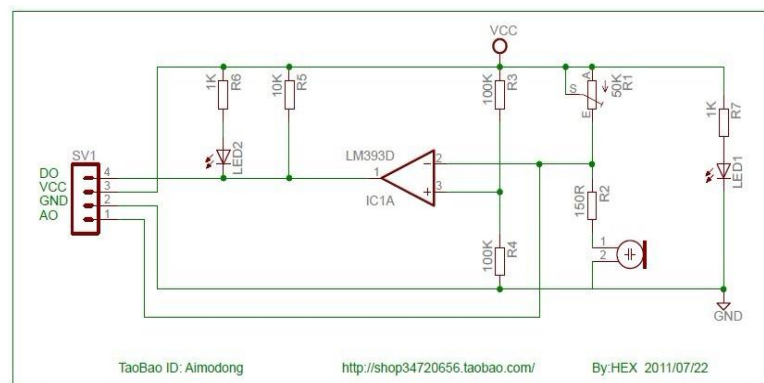 VCC
1K
R6
10K
R5
100K
R3
S
A
E
50K
R1
1K
R7
SV1
DO
VCC
GND
AO
4
3
2
1
LED2
LM393D
1
2
3
IC1A
150R
R2
LED1
100K
R4
1
2
GND
TaoBao ID: Aimodong
http://shop34720656.taobao.com/
By:HEX 2011/07/22